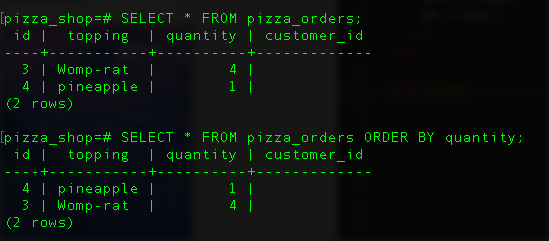 [pizza_shop=# SELECT * FROM pizza_orders;
 id |  topping  | quantity | customer_id
----+-----------+----------+-------------
  3 | Womp-rat  |        4 |
  4 | pineapple |        1 |
(2 rows)

[pizza_shop=# SELECT * FROM pizza_orders ORDER BY quantity;
 id |  topping  | quantity | customer_id
----+-----------+----------+-------------
  4 | pineapple |        1 |
  3 | Womp-rat  |        4 |
(2 rows)